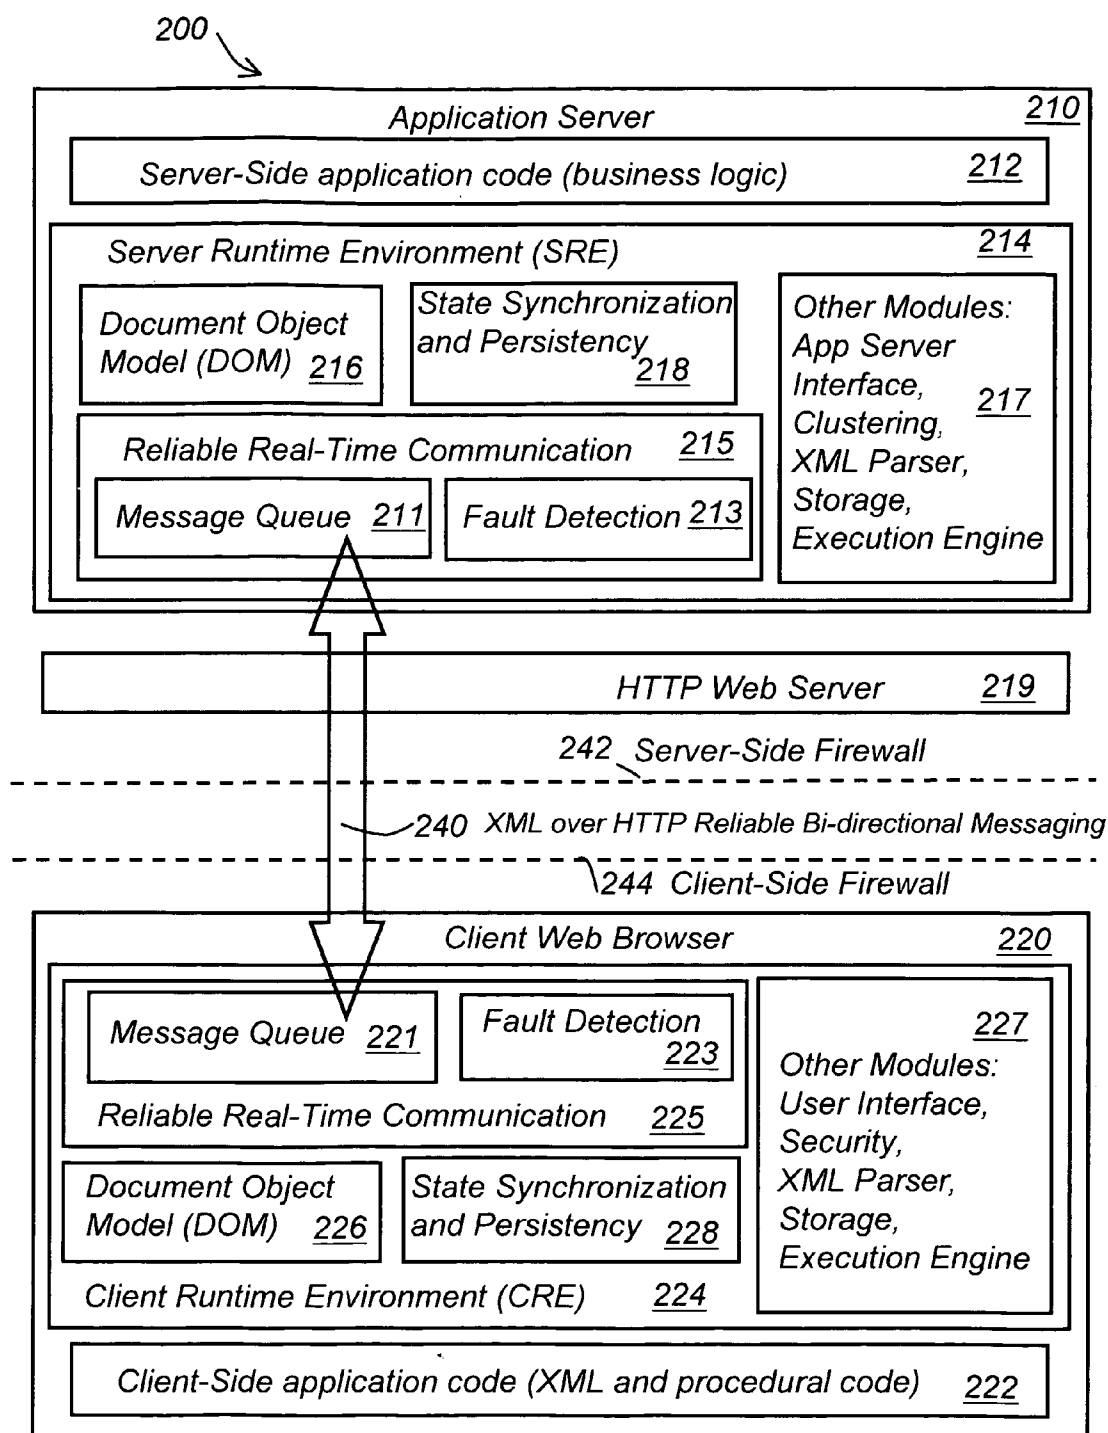 200
Application Server 210
Server-Side application code (business logic) 212
Server Runtime Environment (SRE) 214
Document Object
Model (DOM) 216
State Synchronization
and Persistency
218
Other Modules:
App Server
Interface,
217
Clustering,
XML Parser,
Storage,
Execution Engine
Reliable Real-Time Communication 215
Message Queue 211
Fault Detection 213
HTTP Web Server 219
242 Server-Side Firewall
240 XML over HTTP Reliable Bi-directional Messaging
244 Client-Side Firewall
Client Web Browser 220
Message Queue 221
Fault Detection
223
Reliable Real-Time Communication 225
227
Other Modules:
User Interface,
Security,
XML Parser,
Storage,
Execution Engine
Document Object
Model (DOM) 226
State Synchronization
and Persistency 228
Client Runtime Environment (CRE) 224
Client-Side application code (XML and procedural code) 222